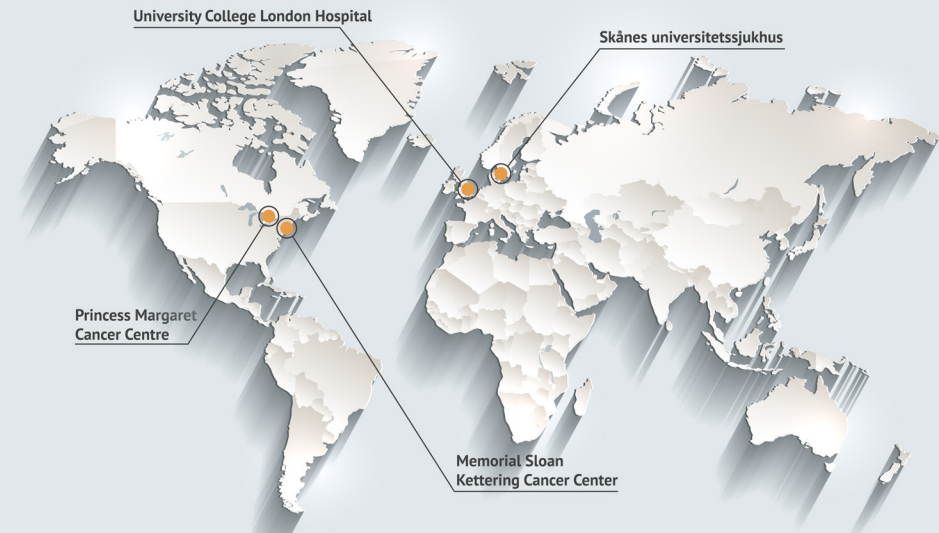 University College London Hospital
Skånes universitetssjukhus
Princess Margaret
Cancer Centre
Memorial Sloan
Kettering Cancer Center